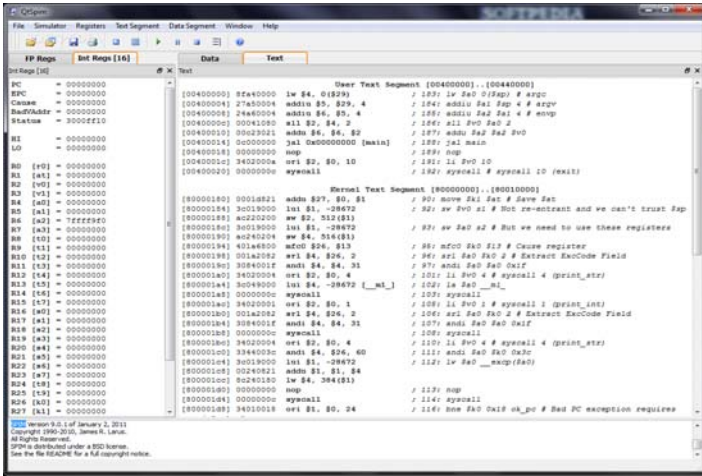 QtSpim
SOFTPEDIA
File Simulator Registers Text Segment Data Segment Window Help
FP Regs Int Regs [16] Data Text
Int Regs [16] Text
PC = 00000000
EPC = 00000000
Cause = 00000000
BadVAddr = 00000000
Status = 3000ff10
HI = 00000000
LO = 00000000
R0 [r0] = 00000000
R1 [at] = 00000000
R2 [v0] = 00000000
R3 [v1] = 00000000
R4 [a0] = 00000000
R5 [a1] = 00000000
R6 [a2] = 7ffff9f0
R7 [a3] = 00000000
R8 [t0] = 00000000
R9 [t1] = 00000000
R10 [t2] = 00000000
R11 [t3] = 00000000
R12 [t4] = 00000000
R13 [t5] = 00000000
R14 [t6] = 00000000
R15 [t7] = 00000000
R16 [s0] = 00000000
R17 [s1] = 00000000
R18 [s2] = 00000000
R19 [s3] = 00000000
R20 [s4] = 00000000
R21 [s5] = 00000000
R22 [s6] = 00000000
R23 [s7] = 00000000
R24 [t8] = 00000000
R25 [t9] = 00000000
R26 [k0] = 00000000
R27 [k1] = 00000000
User Text Segment [00400000]..[00440000]
[00400000] 8fa40000 lw $4, 0($29) ; 183: lw $a0 0($sp) # argc
[00400004] 27a50004 addiu $5, $29, 4 ; 184: addiu $a1 $sp 4 # argv
[00400008] 24a60004 addiu $6, $5, 4 ; 185: addiu $a2 $a1 4 # envp
[0040000c] 00041080 sll $2, $4, 2 ; 186: sll $v0 $a0 2
[00400010] 00c23021 addu $6, $6, $2 ; 187: addu $a2 $a2 $v0
[00400014] 0c000000 jal 0x00000000 [main] ; 188: jal main
[00400018] 00000000 nop ; 189: nop
[0040001c] 3402000a ori $2, $0, 10 ; 191: li $v0 10
[00400020] 0000000c syscall ; 192: syscall # syscall 10 (exit)
Kernel Text Segment [80000000]..[80010000]
[80000180] 0001d821 addu $27, $0, $1 ; 90: move $k1 $at # Save $at
[80000184] 3c019000 lui $1, -28672 ; 92: sw $v0 s1 # Not re-entrant and we can't trust $sp
[80000188] ac220200 sw $2, 512($1)
[8000018c] 3c019000 lui $1, -28672 ; 93: sw $a0 s2 # But we need to use these registers
[80000190] ac240204 sw $4, 516($1)
[80000194] 401a6800 mfc0 $26, $13 ; 95: mfc0 $k0 $13 # Cause register
[80000198] 001a2082 srl $4, $26, 2 ; 96: srl $a0 $k0 2 # Extract ExcCode Field
[8000019c] 3084001f andi $4, $4, 31 ; 97: andi $a0 $a0 0x1f
[800001a0] 34020004 ori $2, $0, 4 ; 101: li $v0 4 # syscall 4 (print_str)
[800001a4] 3c049000 lui $4, -28672 [__m1_] ; 102: la $a0 __m1_
[800001a8] 0000000c syscall ; 103: syscall
[800001ac] 34020001 ori $2, $0, 1 ; 105: li $v0 1 # syscall 1 (print_int)
[800001b0] 001a2082 srl $4, $26, 2 ; 106: srl $a0 $k0 2 # Extract ExcCode Field
[800001b4] 3084001f andi $4, $4, 31 ; 107: andi $a0 $a0 0x1f
[800001b8] 0000000c syscall ; 108: syscall
[800001bc] 34020004 ori $2, $0, 4 ; 110: li $v0 4 # syscall 4 (print_str)
[800001c0] 3344003c andi $4, $26, 60 ; 111: andi $a0 $k0 0x3c
[800001c4] 3c019000 lui $1, -28672 ; 112: lw $a0 __excp($a0)
[800001c8] 00240821 addu $1, $1, $4
[800001cc] 8c240180 lw $4, 384($1)
[800001d0] 00000000 nop ; 113: nop
[800001d4] 0000000c syscall ; 114: syscall
[800001d8] 34010018 ori $1, $0, 24 ; 116: bne $k0 0x18 ok_pc # Bad PC exception requires
SPIM Version 9.0.1 of January 2, 2011
Copyright 1990-2010, James R. Larus.
All Rights Reserved.
SPIM is distributed under a BSD license.
See the file README for a full copyright notice.